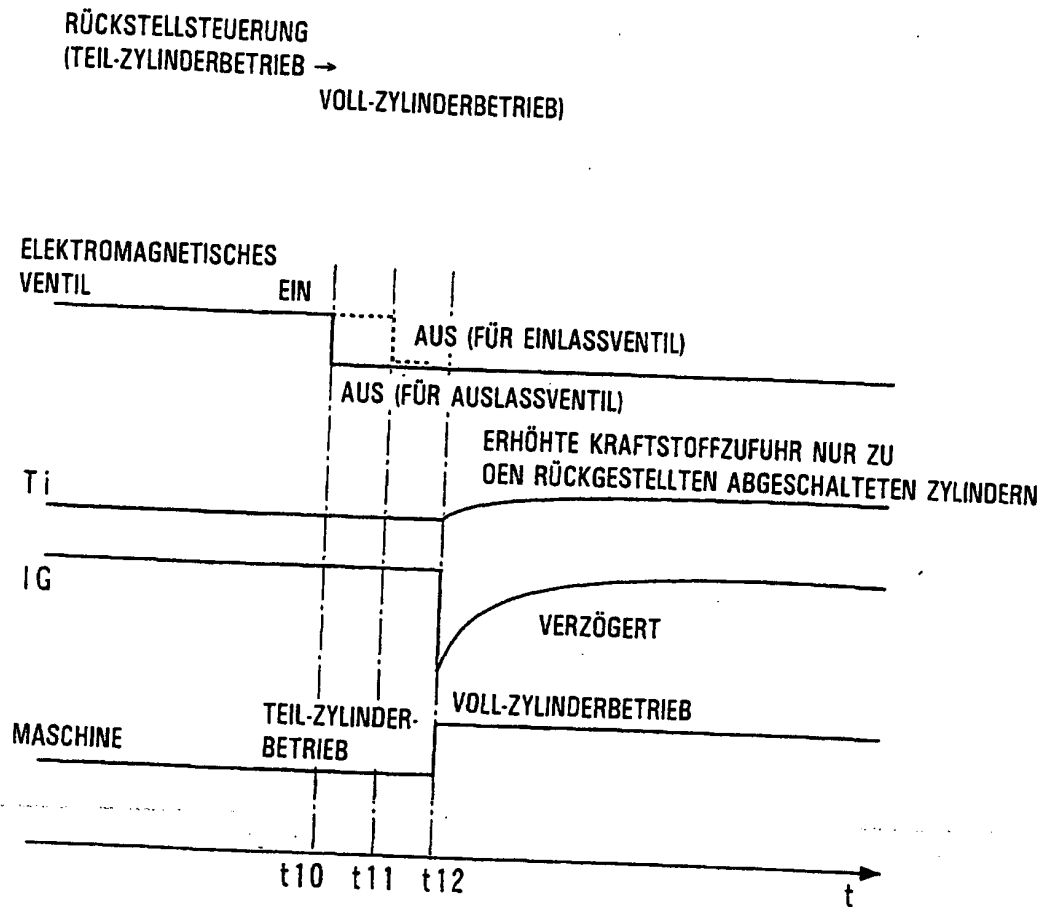 RÜCKSTELLSTEUERUNG
(TEIL-ZYLINDERBETRIEB →
VOLL-ZYLINDERBETRIEB)
ELEKTROMAGNETISCHES
VENTIL
EIN
AUS (FÜR EINLASSVENTIL)
AUS (FÜR AUSLASSVENTIL)
ERHÖHTE KRAFTSTOFFZUFUHR NUR ZU
DEN RÜCKGESTELLTEN ABGESCHALTETEN ZYLINDERN
Ti
IG
VERZÖGERT
TEIL-ZYLINDER-
BETRIEB
VOLL-ZYLINDERBETRIEB
MASCHINE
t10 t11 t12
t